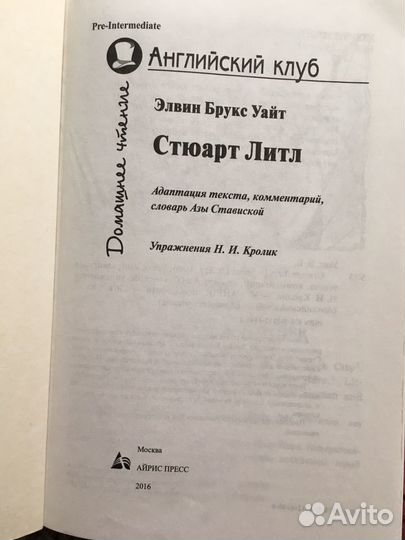 Pre-Intermediate
Английский клуб
Домашнее чтение
Элвин Брукс Уайт
Стюарт Литл
Адаптация текста, комментарий,
словарь Азы Ставиской
Упражнения Н. И. Кролик
Москва
АЙРИС ПРЕСС
2016
Avito